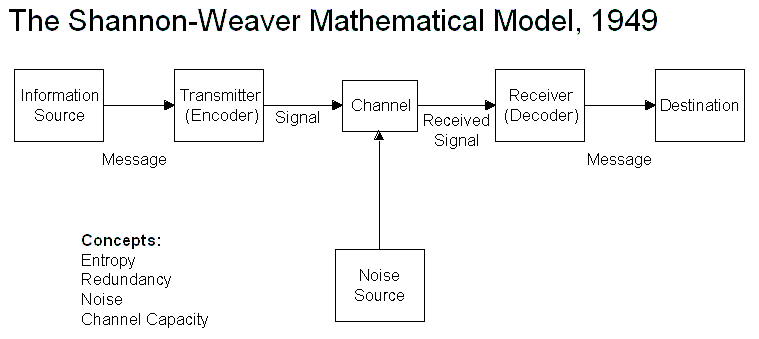 The Shannon-Weaver Mathematical Model, 1949
Information
Source
Message
Transmitter
(Encoder)
Signal
Channel
Received
Signal
Receiver
(Decoder)
Message
Destination
Noise
Source
Concepts:
Entropy
Redundancy
Noise
Channel Capacity